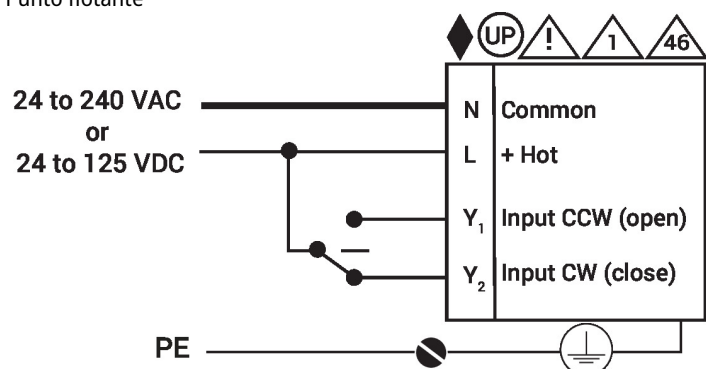 Punto flotante
UP ! 1 46
24 to 240 VAC
or
24 to 125 VDC
N Common
L + Hot
Y1 Input CCW (open)
Y2 Input CW (close)
PE